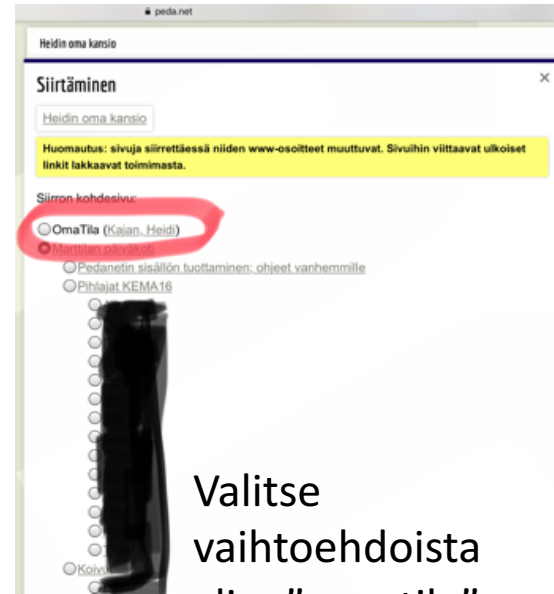 peda.net
Heidin oma kansio
Siirtäminen
Heidin oma kansio
Huomautus: sivuja siirrettäessä niiden www-osoitteet muuttuvat. Sivuihin viittaavat ulkoiset
linkit lakkaavat toimimasta.
Siirron kohdesivu:
OmaTila (Kajan, Heidi)
Marttilan päiväkoti
Pedanetin sisällön tuottaminen; ohjeet vanhemmille
Pihlajat KEMA16
Valitse
vaihtoehdoista